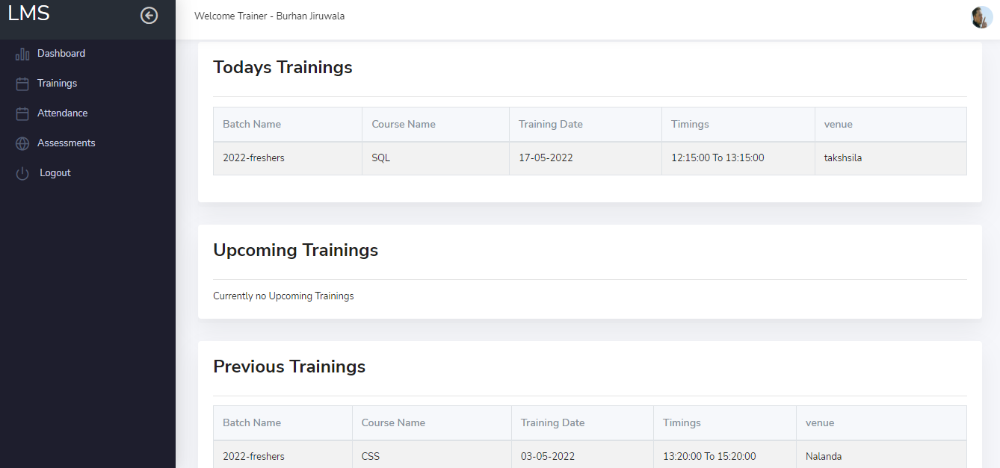 LMS
Welcome Trainer - Burhan Jiruwala
Dashboard
Trainings
Attendance
Assessments
Logout
Todays Trainings
Batch Name Course Name Training Date Timings venue
2022-freshers SQL 17-05-2022 12:15:00 To 13:15:00 takshsila
Upcoming Trainings
Currently no Upcoming Trainings
Previous Trainings
Batch Name Course Name Training Date Timings venue
2022-freshers CSS 03-05-2022 13:20:00 To 15:20:00 Nalanda